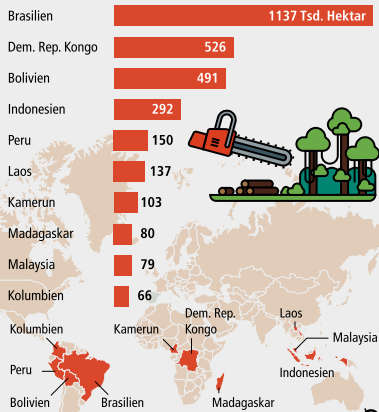 Brasilien 1137 Tsd. Hektar
Dem. Rep. Kongo 526
Bolivien 491
Indonesien 292
Peru 150
Laos 137
Kamerun 103
Madagaskar 80
Malaysia 79
Kolumbien 66
Kolumbien
Peru
Bolivien
Brasilien
Kamerun
Dem. Rep.
Kongo
Madagaskar
Laos
Malaysia
Indonesien